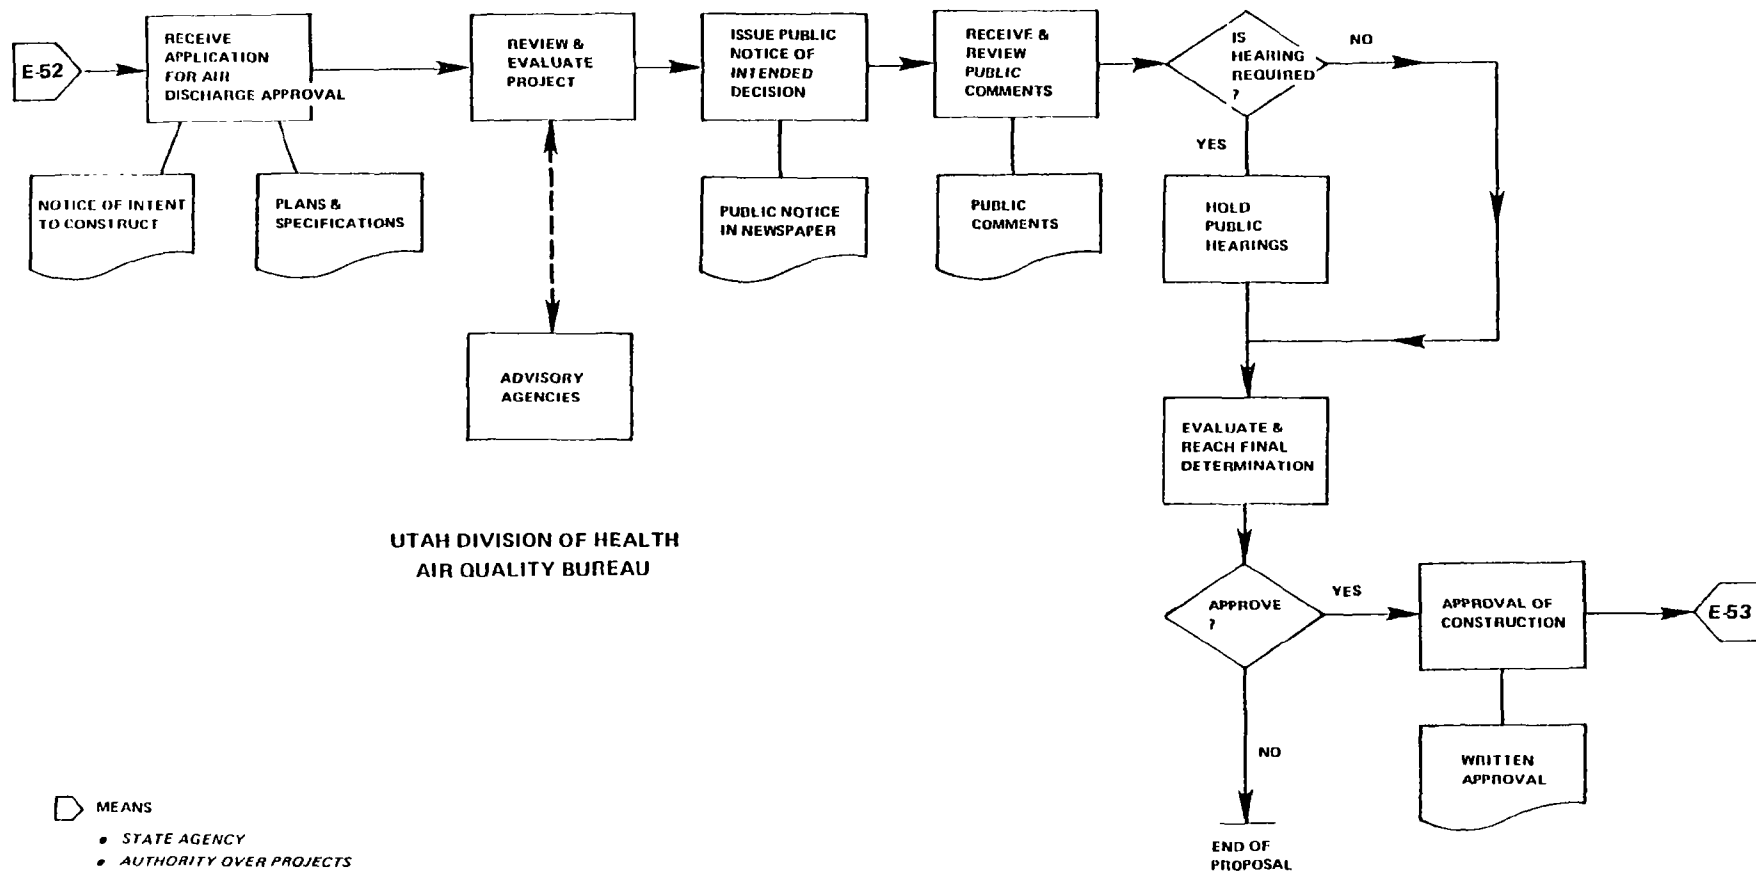 E-52
RECEIVE
APPLICATION
FOR AIR
DISCHARGE APPROVAL
NOTICE OF INTENT
TO CONSTRUCT
PLANS &
SPECIFICATIONS
REVIEW &
EVALUATE
PROJECT
ADVISORY
AGENCIES
ISSUE PUBLIC
NOTICE OF
INTENDED
DECISION
PUBLIC NOTICE
IN NEWSPAPER
RECEIVE &
REVIEW
PUBLIC
COMMENTS
PUBLIC
COMMENTS
IS
HEARING
REQUIRED
?
NO
YES
HOLD
PUBLIC
HEARINGS
EVALUATE &
REACH FINAL
DETERMINATION
APPROVE
?
YES
APPROVAL OF
CONSTRUCTION
E-53
WRITTEN
APPROVAL
NO
END OF
PROPOSAL
UTAH DIVISION OF HEALTH
AIR QUALITY BUREAU
MEANS
• STATE AGENCY
• AUTHORITY OVER PROJECTS